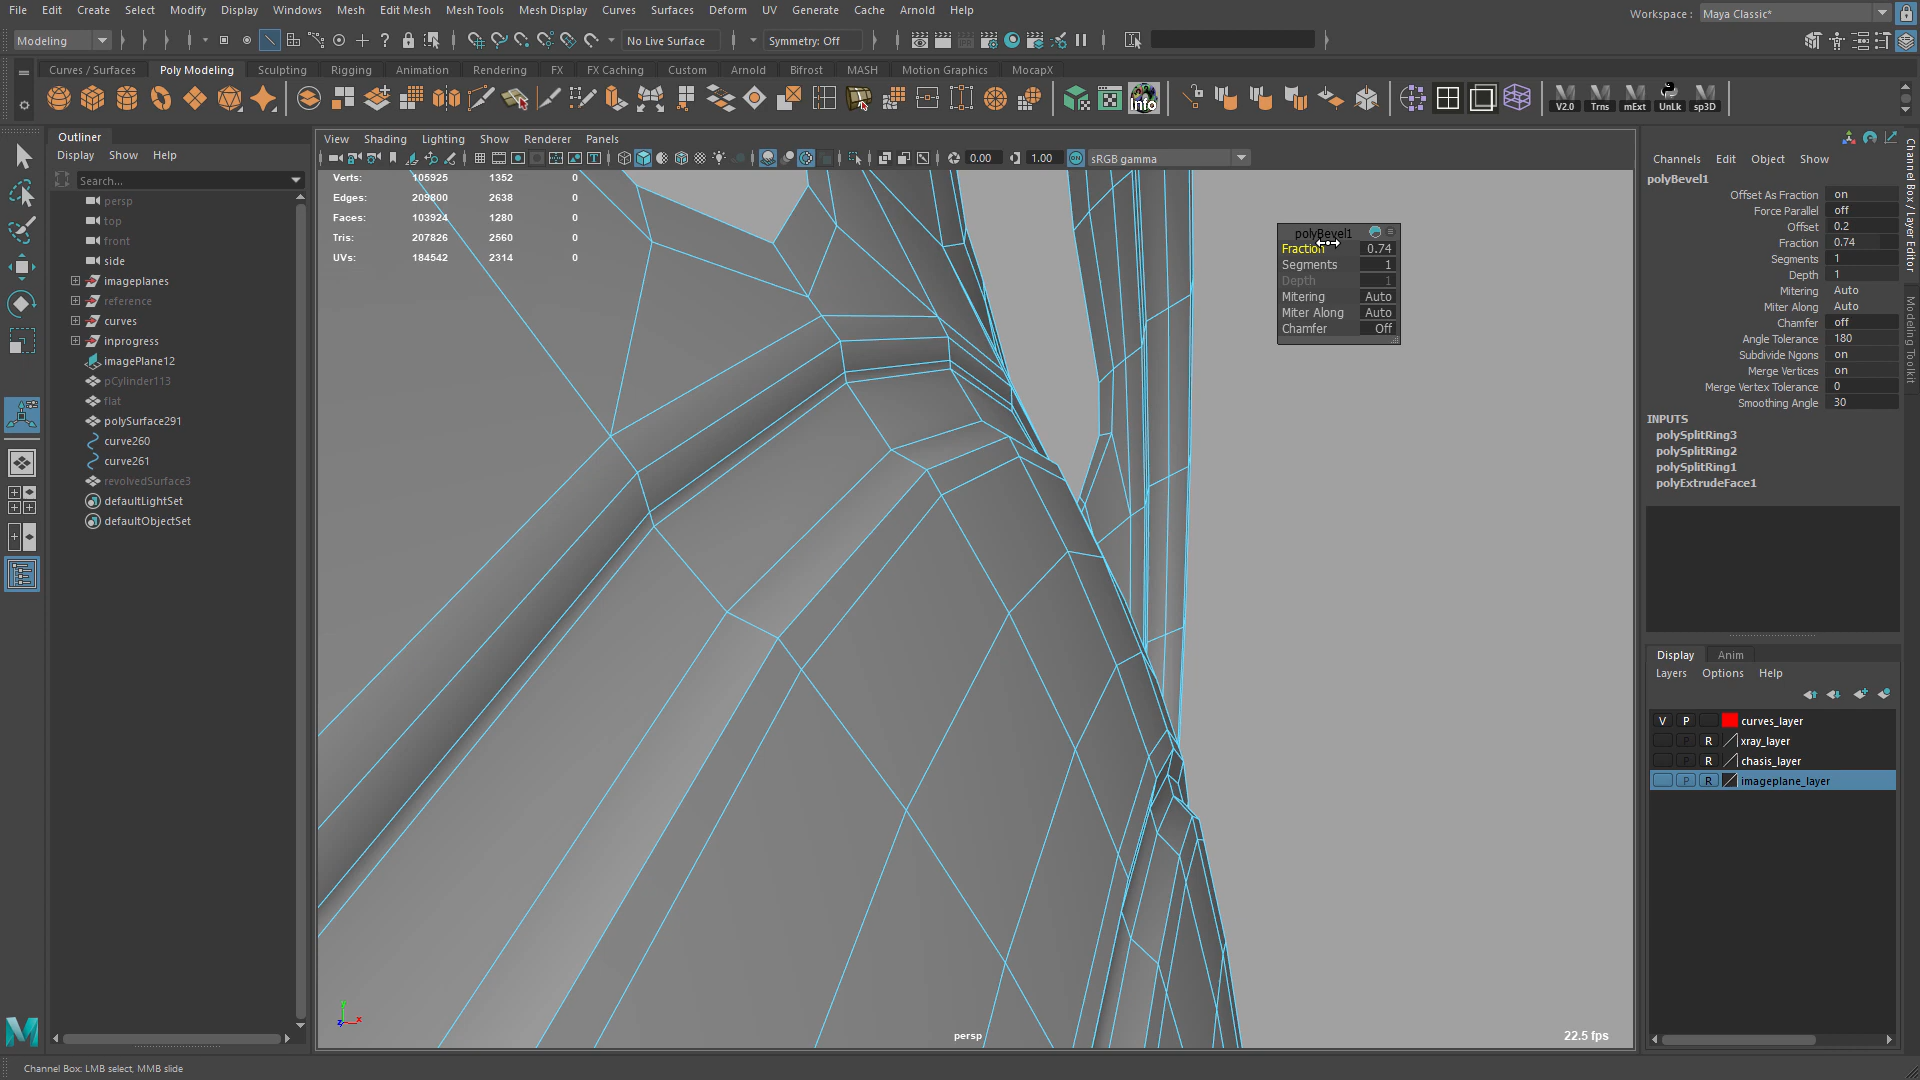 File Edit Create Select Modify Display Windows Mesh Edit Mesh Mesh Tools Mesh Display Curves Surfaces Deform UV Generate Cache Arnold Help
Workspace : Maya Classic*
Modeling No Live Surface Symmetry: Off
Curves / Surfaces Poly Modeling Sculpting Rigging Animation Rendering FX FX Caching Custom Arnold Bifrost MASH Motion Graphics MocapX
Info V2.0 Trns mExt UnLk sp3D
Outliner
Display Show Help
Search...
persp
top
front
side
imageplanes
reference
curves
inprogress
imagePlane12
pCylinder113
flat
polySurface291
curve260
curve261
revolvedSurface3
defaultLightSet
defaultObjectSet
View Shading Lighting Show Renderer Panels
0.00 1.00 sRGB gamma
Verts: 105925 1352 0
Edges: 209800 2638 0
Faces: 103924 1280 0
Tris: 207826 2560 0
UVs: 184542 2314 0
polyBevel1
Fraction 0.74
Segments 1
Depth 1
Mitering Auto
Miter Along Auto
Chamfer Off
persp
22.5 fps
Channels Edit Object Show
polyBevel1
Offset As Fraction on
Force Parallel off
Offset 0.2
Fraction 0.74
Segments 1
Depth 1
Mitering Auto
Miter Along Auto
Chamfer off
Angle Tolerance 180
Subdivide Ngons on
Merge Vertices on
Merge Vertex Tolerance 0
Smoothing Angle 30
INPUTS
polySplitRing3
polySplitRing2
polySplitRing1
polyExtrudeFace1
Channel Box / Layer Editor
Modeling Toolkit
Display Anim
Layers Options Help
V P curves_layer
P R xray_layer
P R chasis_layer
P R imageplane_layer
Channel Box: LMB select, MMB slide